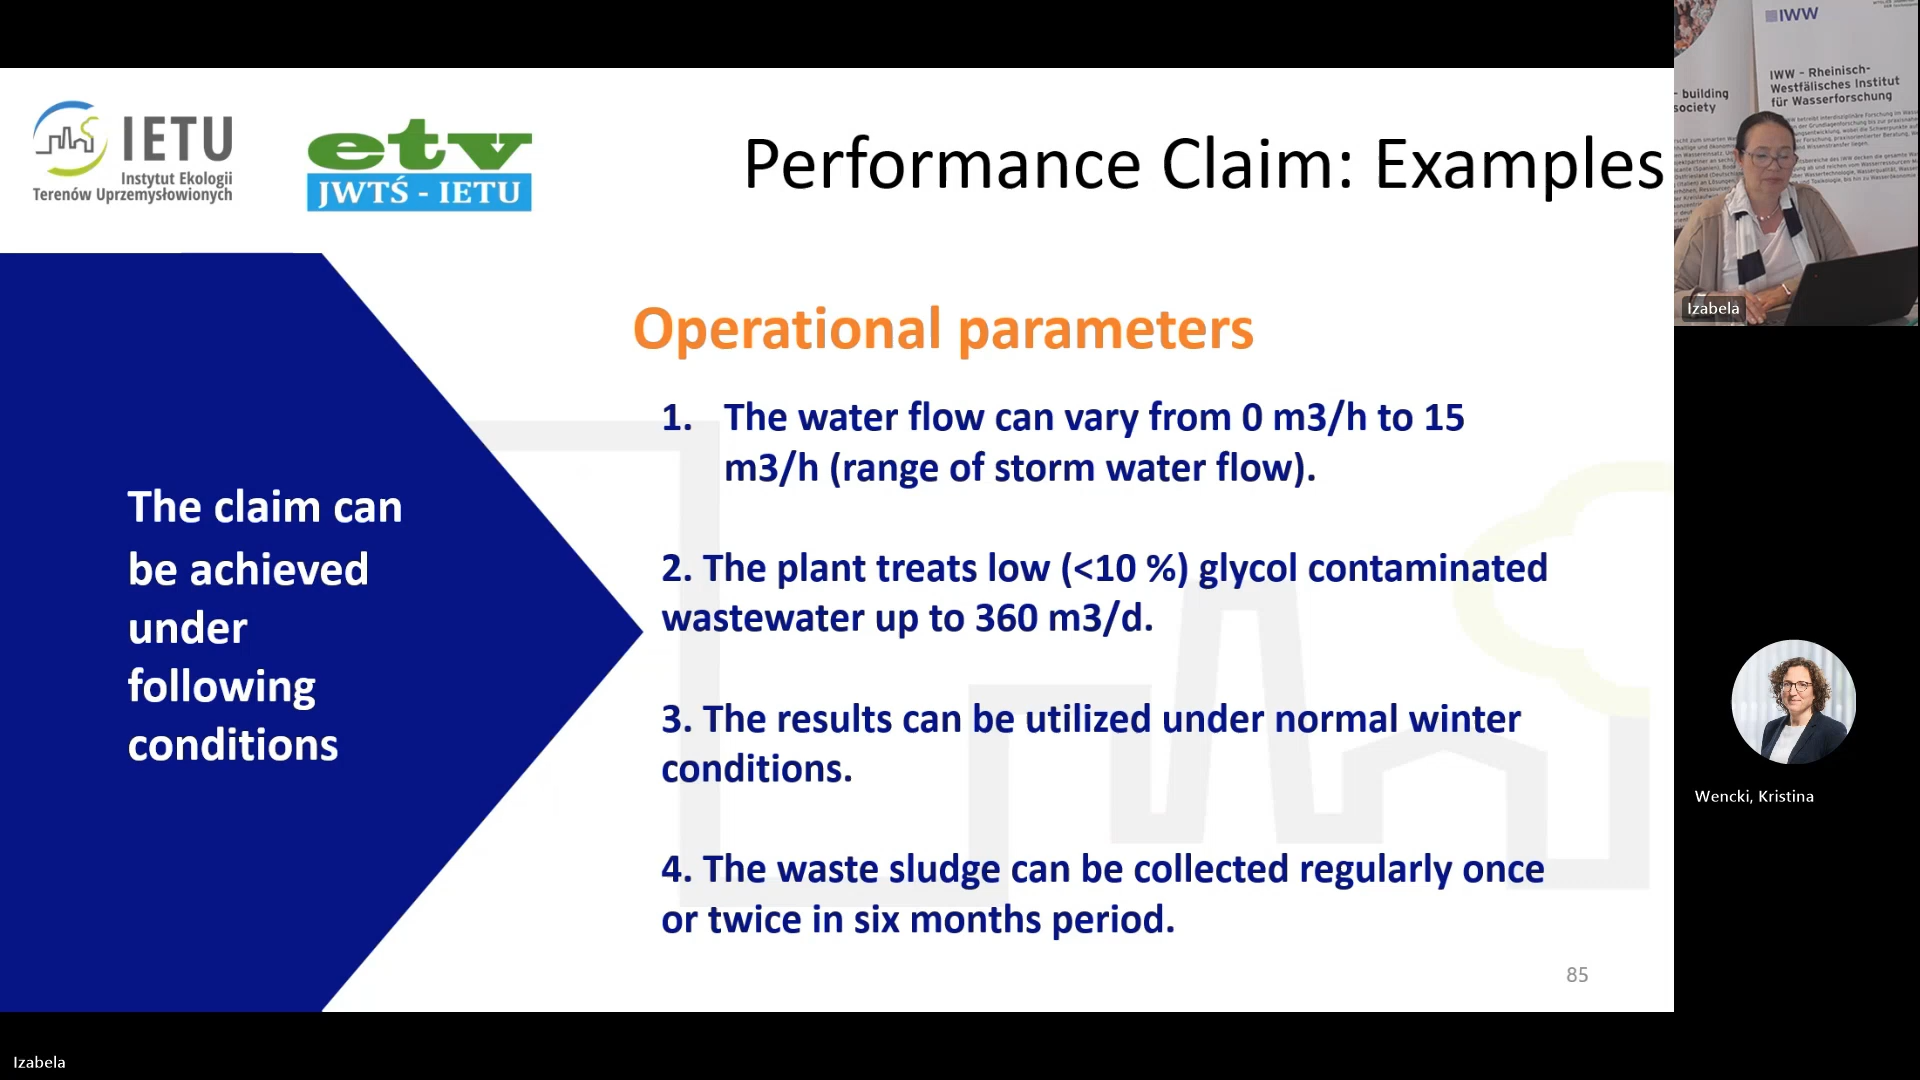 IETU
Instytut Ekologii
Terenów Uprzemysłowionych
etv
JWTŚ - IETU
Performance Claim: Examples
The claim can
be achieved
under
following
conditions
Operational parameters
1. The water flow can vary from 0 m3/h to 15
m3/h (range of storm water flow).
2. The plant treats low (<10 %) glycol contaminated
wastewater up to 360 m3/d.
3. The results can be utilized under normal winter
conditions.
4. The waste sludge can be collected regularly once
or twice in six months period.
85
IWW
IWW - Rheinisch-
Westfälisches Institut
für Wasserforschung
- building
society
Izabela
Wencki, Kristina
Izabela